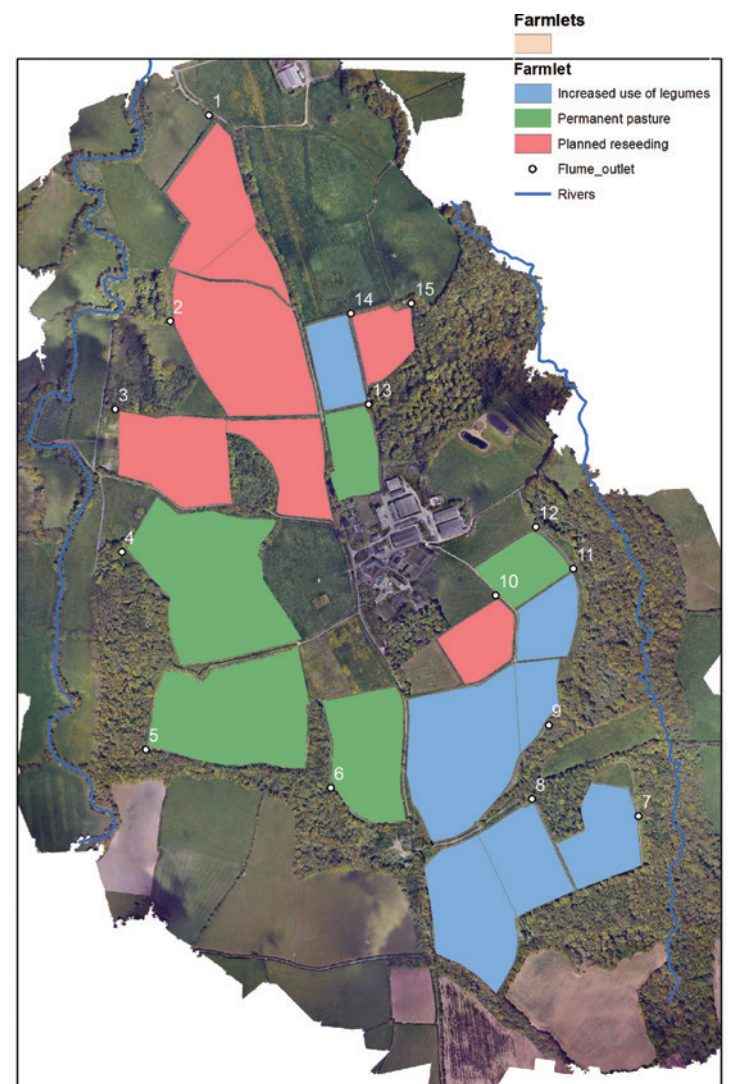 Farmlets
Farmlet
Increased use of legumes
Permanent pasture
Planned reseeding
Flume_outlet
Rivers
1
15
14
2
13
3
12
4
11
10
9
5
6
8
7